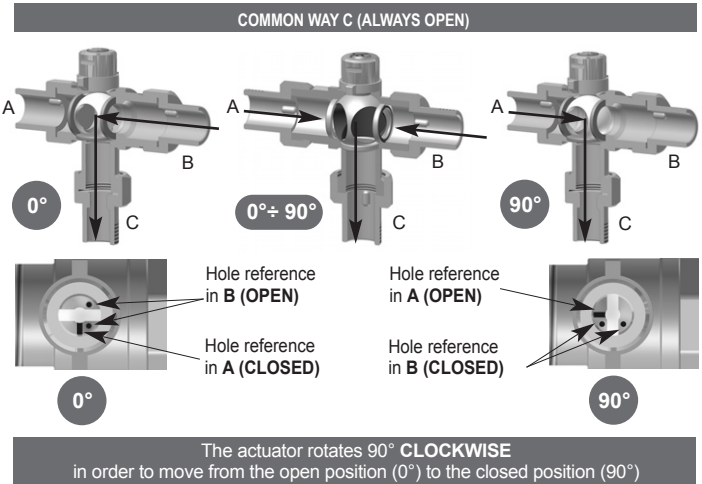 COMMON WAY C (ALWAYS OPEN)
A
B
C
0°
A
B
C
0°÷ 90°
A
B
C
90°
Hole reference
in B (OPEN)
Hole reference
in A (CLOSED)
0°
Hole reference
in A (OPEN)
Hole reference
in B (CLOSED)
90°
The actuator rotates 90° CLOCKWISE
in order to move from the open position (0°) to the closed position (90°)